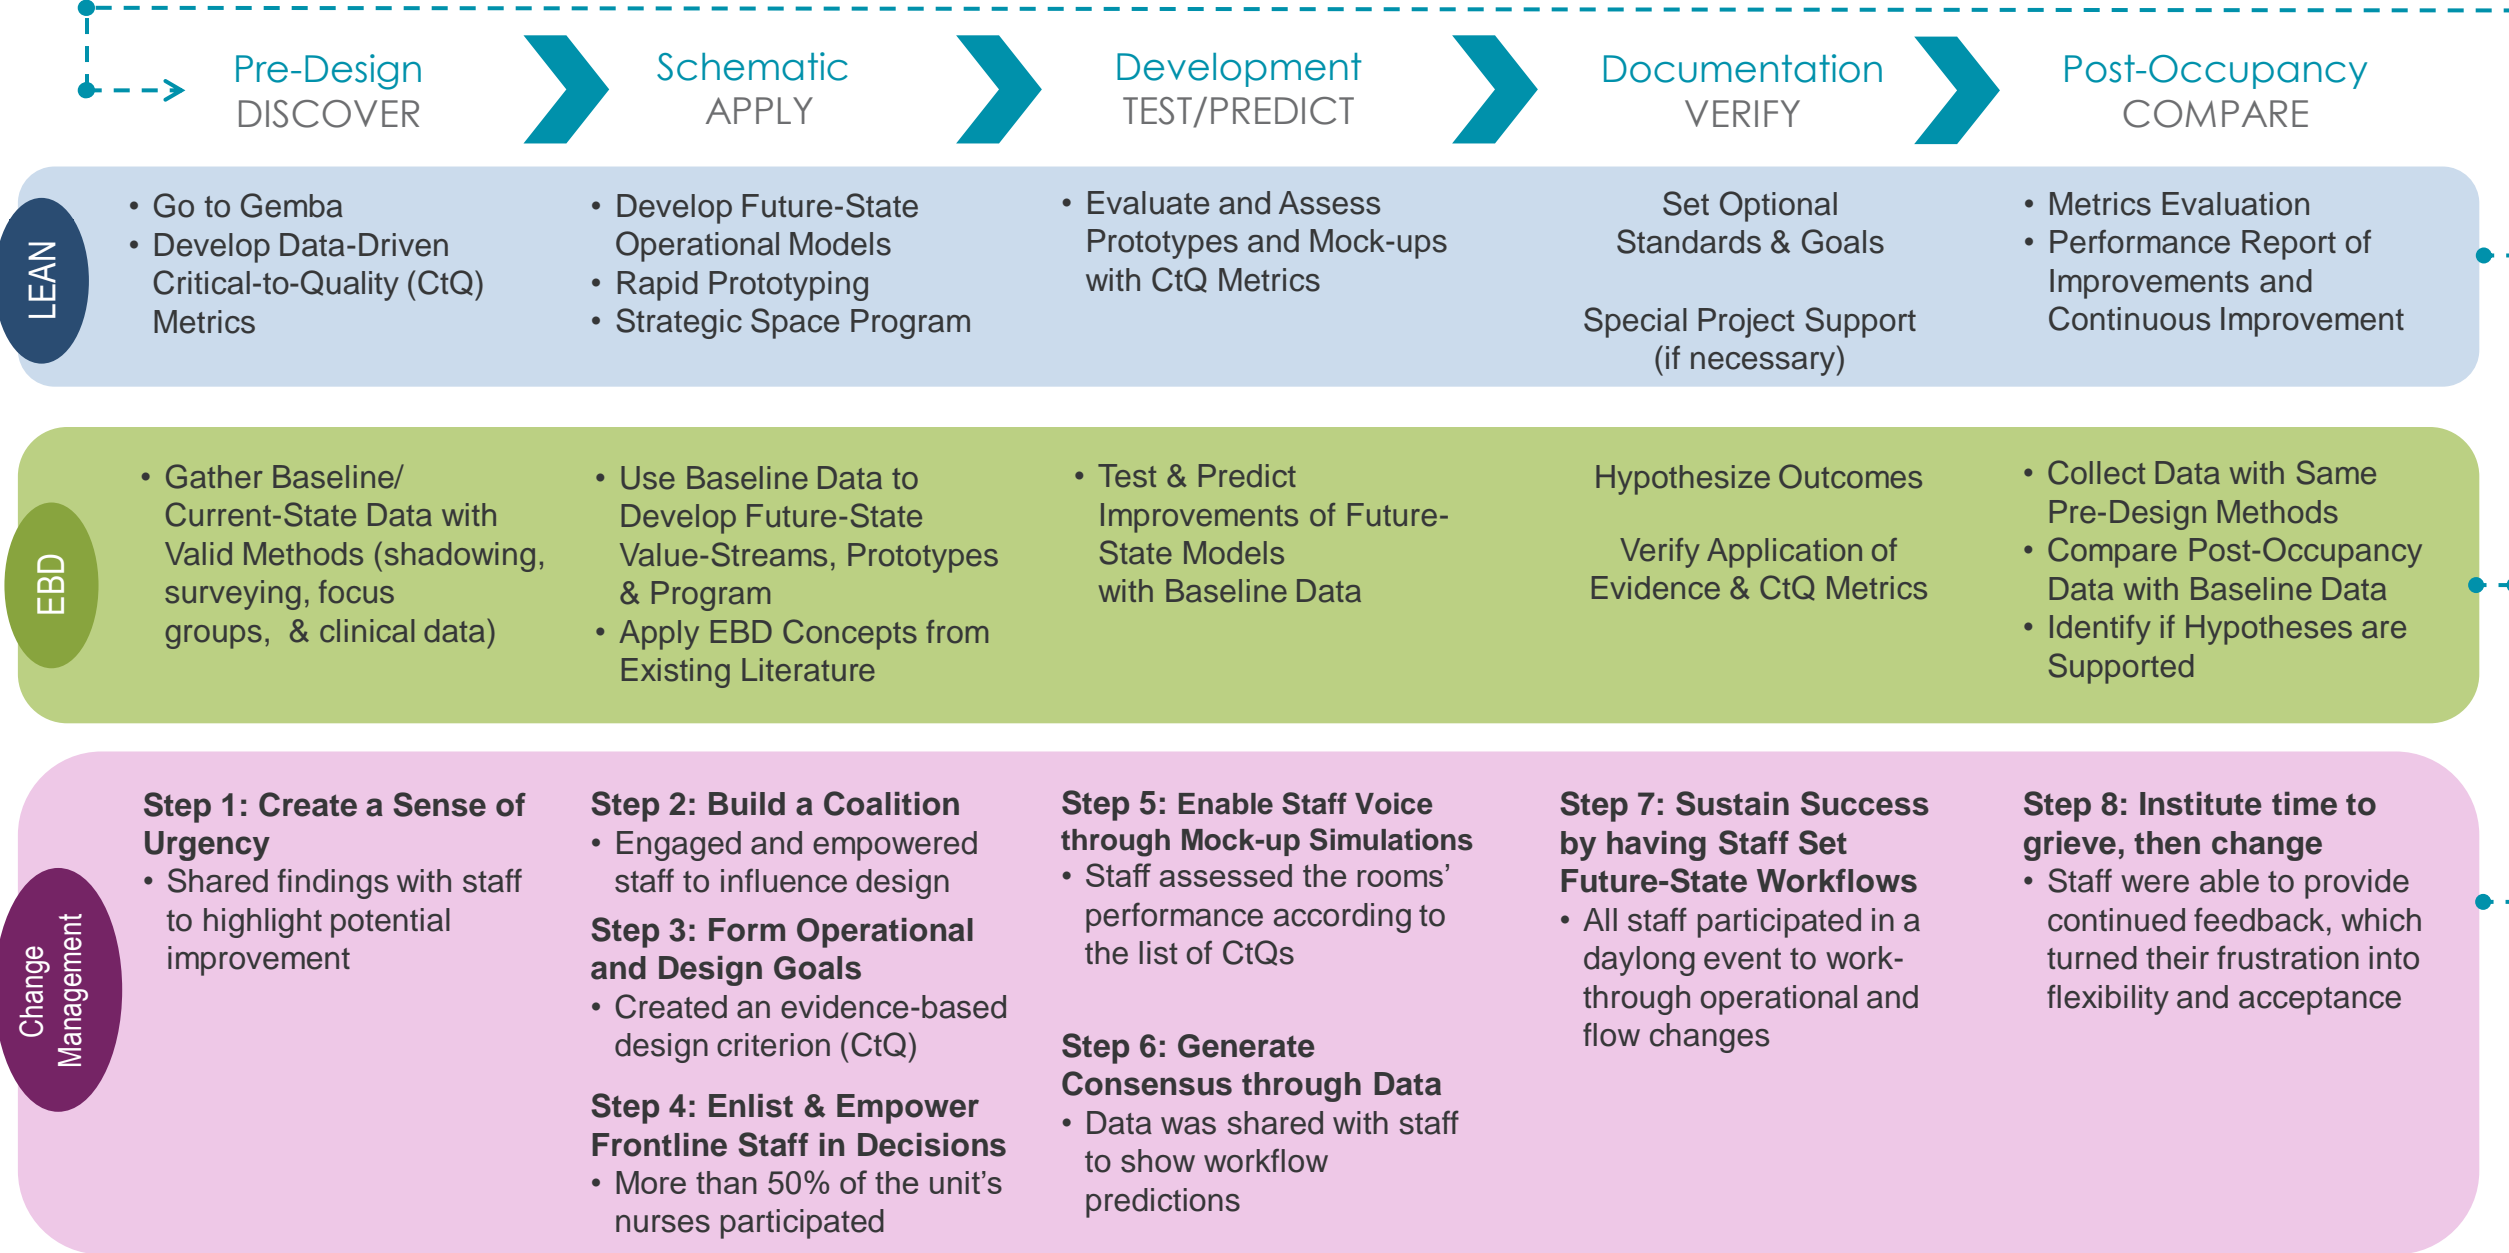 Pre-Design
DISCOVER
Schematic
APPLY
Development
TEST/PREDICT
Documentation
VERIFY
Post-Occupancy
COMPARE
LEAN
• Go to Gemba
• Develop Data-Driven
Critical-to-Quality (CtQ)
Metrics
• Develop Future-State
Operational Models
• Rapid Prototyping
• Strategic Space Program
• Evaluate and Assess
Prototypes and Mock-ups
with CtQ Metrics
Set Optional
Standards & Goals
Special Project Support
(if necessary)
• Metrics Evaluation
• Performance Report of
Improvements and
Continuous Improvement
EBD
• Gather Baseline/
Current-State Data with
Valid Methods (shadowing,
surveying, focus
groups, & clinical data)
• Use Baseline Data to
Develop Future-State
Value-Streams, Prototypes
& Program
• Apply EBD Concepts from
Existing Literature
• Test & Predict
Improvements of Future-
State Models
with Baseline Data
Hypothesize Outcomes
Verify Application of
Evidence & CtQ Metrics
• Collect Data with Same
Pre-Design Methods
• Compare Post-Occupancy
Data with Baseline Data
• Identify if Hypotheses are
Supported
Change
Management
Step 1: Create a Sense of
Urgency
• Shared findings with staff
to highlight potential
improvement
Step 2: Build a Coalition
• Engaged and empowered
staff to influence design
Step 3: Form Operational
and Design Goals
• Created an evidence-based
design criterion (CtQ)
Step 4: Enlist & Empower
Frontline Staff in Decisions
• More than 50% of the unit’s
nurses participated
Step 5: Enable Staff Voice
through Mock-up Simulations
• Staff assessed the rooms’
performance according to
the list of CtQs
Step 6: Generate
Consensus through Data
• Data was shared with staff
to show workflow
predictions
Step 7: Sustain Success
by having Staff Set
Future-State Workflows
• All staff participated in a
daylong event to work-
through operational and
flow changes
Step 8: Institute time to
grieve, then change
• Staff were able to provide
continued feedback, which
turned their frustration into
flexibility and acceptance